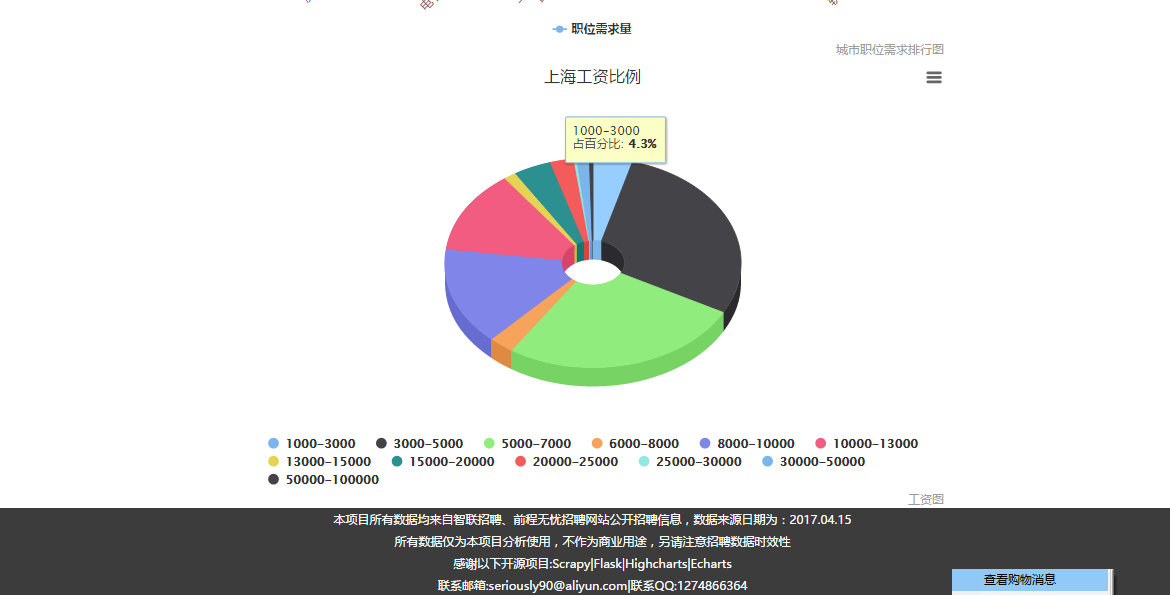 职位需求量
城市职位需求排行图
上海工资比例
1000-3000
占百分比: 4.3%
1000-3000 3000-5000 5000-7000 6000-8000 8000-10000 10000-13000
13000-15000 15000-20000 20000-25000 25000-30000 30000-50000
50000-100000
工资图
本项目所有数据均来自智联招聘、前程无忧招聘网站公开招聘信息，数据来源日期为：2017.04.15
所有数据仅为本项目分析使用，不作为商业用途，另请注意招聘数据时效性
感谢以下开源项目:Scrapy|Flask|Highcharts|Echarts
联系邮箱:seriously90@aliyun.com|联系QQ:1274866364
查看购物消息